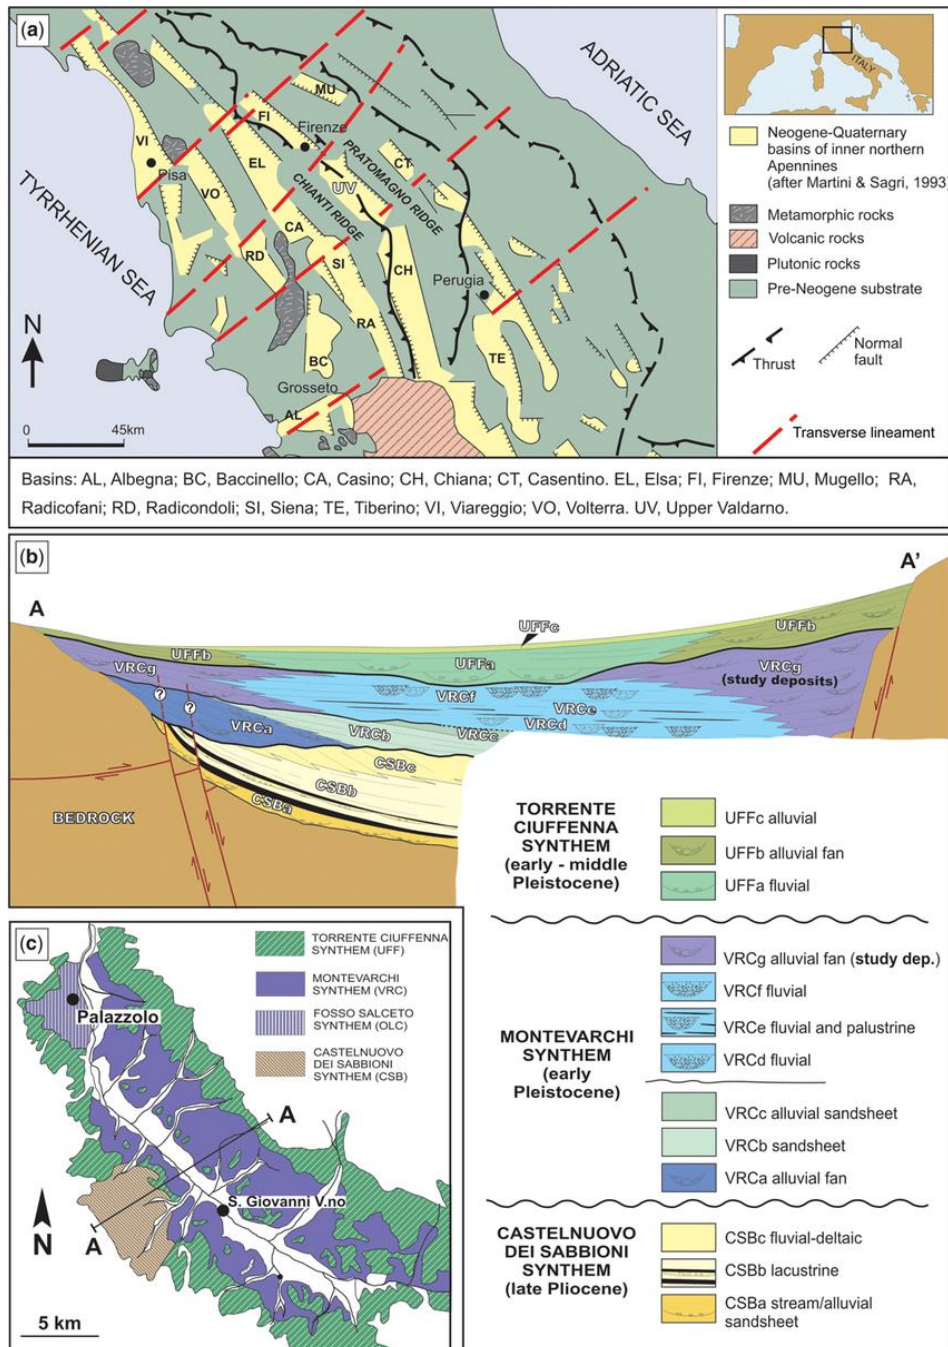 (a)
ADRIATIC SEA
TYRRHENIAN SEA
ITALY
MU
FI
Firenze
VI
Pisa
EL
CT
UV
PRATOMAGNO RIDGE
CHIANTI RIDGE
VO
CA
RD
SI
CH
Perugia
RA
BC
TE
Grosseto
AL
N
0
45km
Neogene-Quaternary
basins of inner northern
Apennines
(after Martini & Sagri, 1993)
Metamorphic rocks
Volcanic rocks
Plutonic rocks
Pre-Neogene substrate
Thrust
Normal
fault
Transverse lineament
Basins: AL, Albegna; BC, Baccinello; CA, Casino; CH, Chiana; CT, Casentino. EL, Elsa; FI, Firenze; MU, Mugello; RA,
Radicofani; RD, Radicondoli; SI, Siena; TE, Tiberino; VI, Viareggio; VO, Volterra. UV, Upper Valdarno.
(b)
A
A'
UFFc
UFFb
UFFa
UFFb
VRCg
VRCg
(study deposits)
VRCf
VRCe
VRCd
?
?
VRCa
VRCb
VRCc
CSBc
CSBb
CSBa
BEDROCK
TORRENTE
CIUFFENNA
SYNTHEM
(early - middle
Pleistocene)
UFFc alluvial
UFFb alluvial fan
UFFa fluvial
MONTEVARCHI
SYNTHEM
(early
Pleistocene)
VRCg alluvial fan (study dep.)
VRCf fluvial
VRCe fluvial and palustrine
VRCd fluvial
VRCc alluvial sandsheet
VRCb sandsheet
VRCa alluvial fan
CASTELNUOVO
DEI SABBIONI
SYNTHEM
(late Pliocene)
CSBc fluvial-deltaic
CSBb lacustrine
CSBa stream/alluvial
sandsheet
(c)
TORRENTE CIUFFENNA
SYNTHEM (UFF)
MONTEVARCHI
SYNTHEM (VRC)
FOSSO SALCETO
SYNTHEM (OLC)
CASTELNUOVO
DEI SABBIONI
SYNTHEM (CSB)
Palazzolo
A
S. Giovanni V.no
A
N
5 km